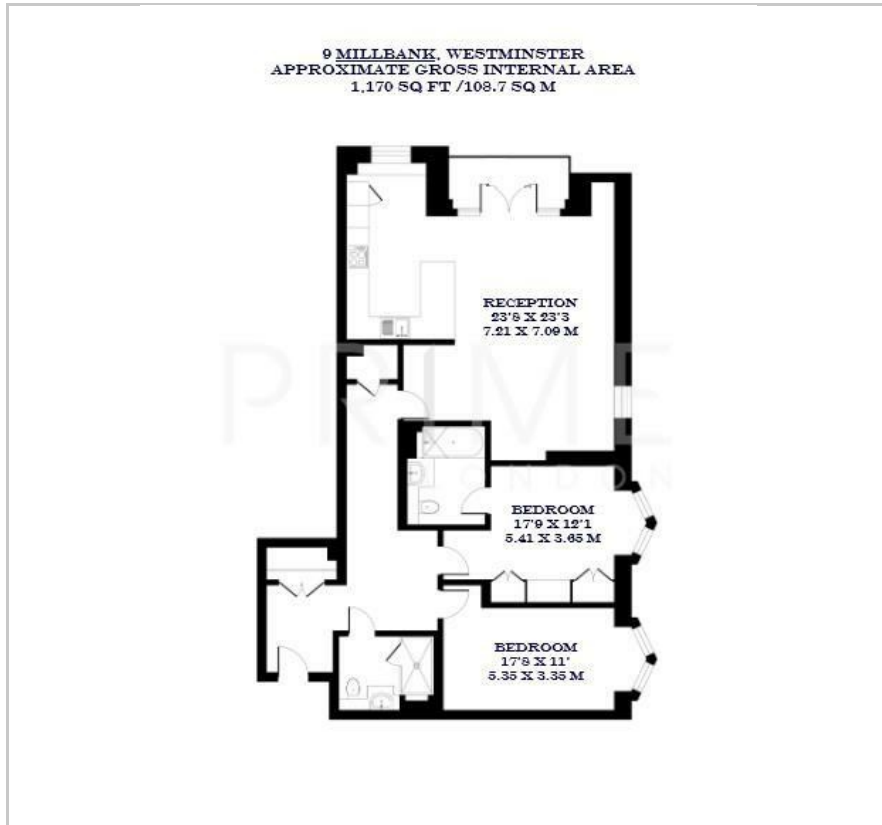 9 MILLBANK, WESTMINSTER
APPROXIMATE GROSS INTERNAL AREA
1,170 SQ FT /108.7 SQ M
RECEPTION
23'8 X 23'3
7.21 X 7.09 M
PRIME
LONDON
BEDROOM
17'9 X 12'1
5.41 X 3.65 M
BEDROOM
17'8 X 11'
5.35 X 3.35 M